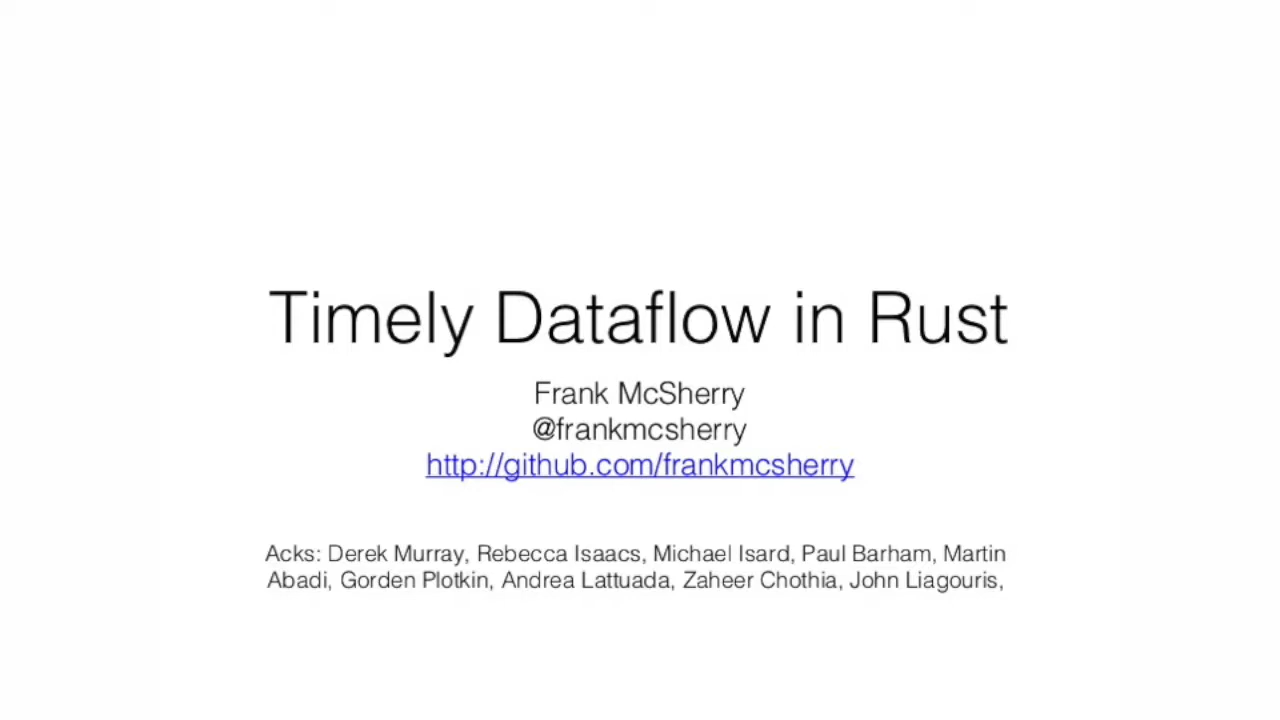 Timely Dataflow in Rust
Frank McSherry
@frankmcsherry
http://github.com/frankmcsherry
Acks: Derek Murray, Rebecca Isaacs, Michael Isard, Paul Barham, Martin
Abadi, Gorden Plotkin, Andrea Lattuada, Zaheer Chothia, John Liagouris,